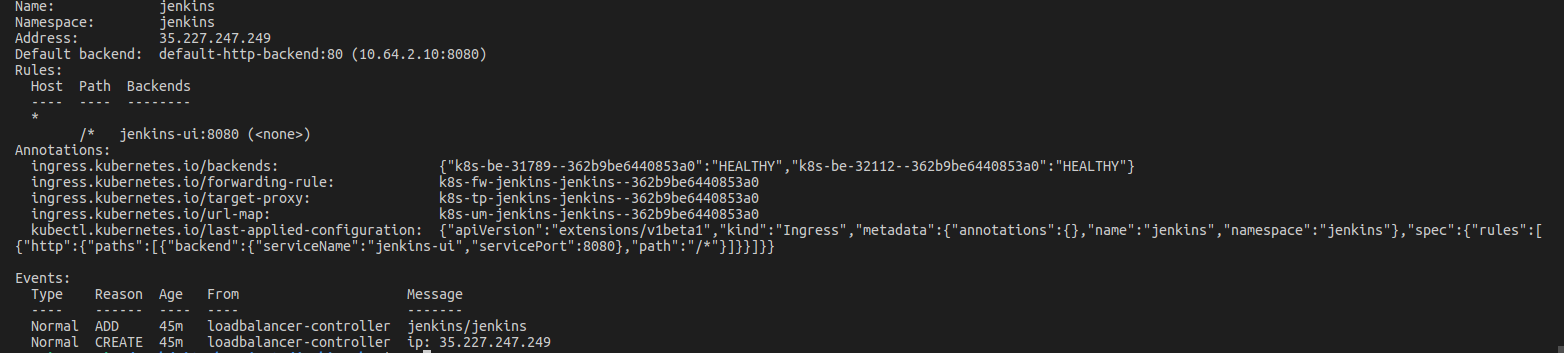 Name:             jenkins
Namespace:        jenkins
Address:          35.227.247.249
Default backend:  default-http-backend:80 (10.64.2.10:8080)
Rules:
  Host  Path  Backends
  ----  ----  --------
  *
        /*   jenkins-ui:8080 (<none>)
Annotations:
  ingress.kubernetes.io/backends:                    {"k8s-be-31789--362b9be6440853a0":"HEALTHY","k8s-be-32112--362b9be6440853a0":"HEALTHY"}
  ingress.kubernetes.io/forwarding-rule:             k8s-fw-jenkins-jenkins--362b9be6440853a0
  ingress.kubernetes.io/target-proxy:                k8s-tp-jenkins-jenkins--362b9be6440853a0
  ingress.kubernetes.io/url-map:                     k8s-um-jenkins-jenkins--362b9be6440853a0
  kubectl.kubernetes.io/last-applied-configuration:  {"apiVersion":"extensions/v1beta1","kind":"Ingress","metadata":{"annotations":{},"name":"jenkins","namespace":"jenkins"},"spec":{"rules":[
{"http":{"paths":[{"backend":{"serviceName":"jenkins-ui","servicePort":8080},"path":"/*"}]}}]}}
Events:
  Type    Reason  Age   From                     Message
  ----    ------  ----  ----                     -------
  Normal  ADD     45m   loadbalancer-controller  jenkins/jenkins
  Normal  CREATE  45m   loadbalancer-controller  ip: 35.227.247.249